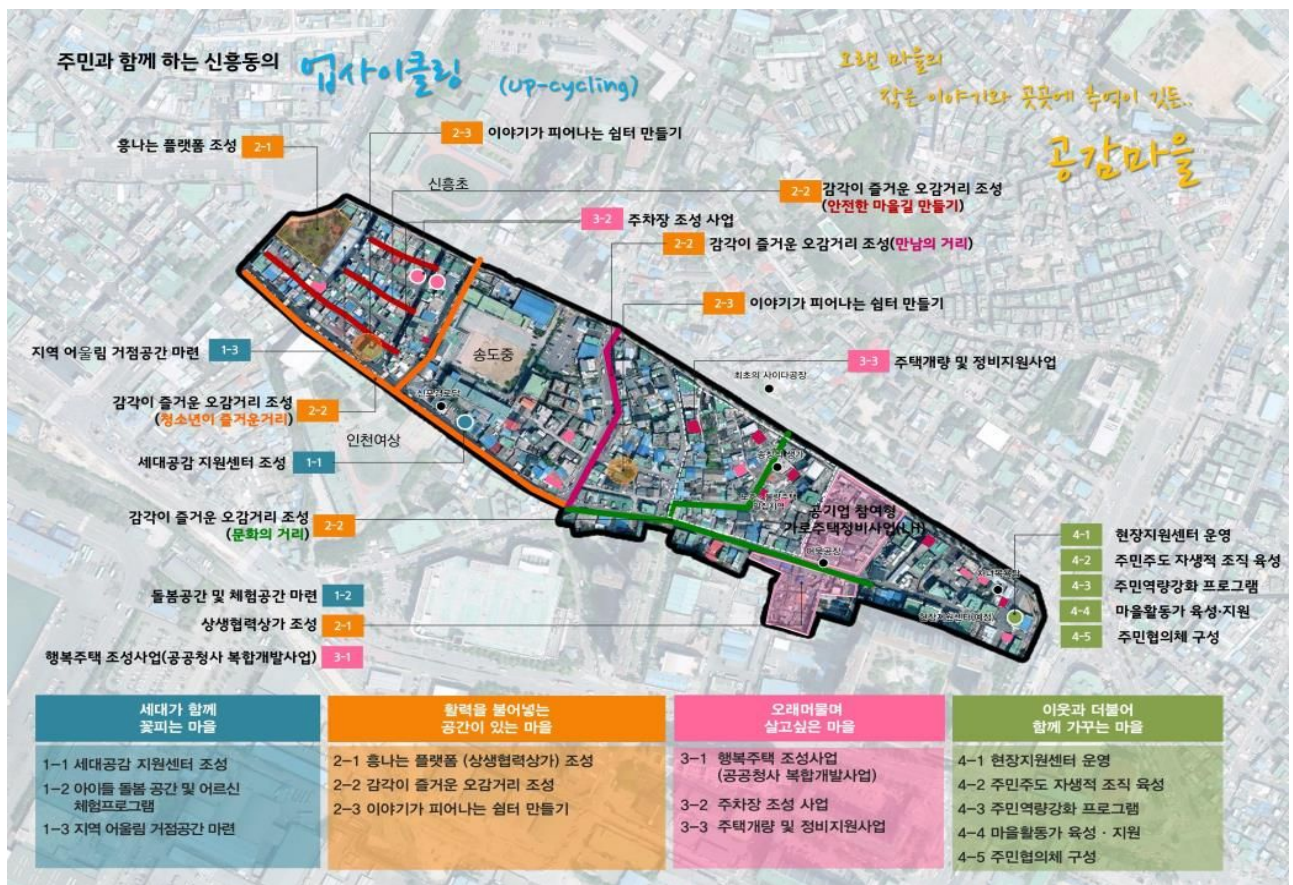 주민과 함께 하는 신흥동의 업사이클링 (up-cycling)
오랜 마을의
작은 이야기와 곳곳에 추억이 깃든..
공감마을
흥나는 플랫폼 조성 2-1
2-3 이야기가 피어나는 쉼터 만들기
신흥초
2-2 감각이 즐거운 오감거리 조성
(안전한 마을길 만들기)
3-2 주차장 조성 사업
2-2 감각이 즐거운 오감거리 조성(만남의 거리)
2-3 이야기가 피어나는 쉼터 만들기
지역 어울림 거점공간 마련 1-3
송도중
3-3 주택개량 및 정비지원사업
최초의 사이다공장
감각이 즐거운 오감거리 조성
(청소년이 즐거운거리)
2-2
인천여상
세대공감 지원센터 조성 1-1
감각이 즐거운 오감거리 조성
(문화의 거리)
2-2
공기업 참여형
가로주택정비사업(LH)
현장지원센터(예정)
돌봄공간 및 체험공간 마련 1-2
상생협력상가 조성 2-1
행복주택 조성사업(공공청사 복합개발사업) 3-1
4-1 현장지원센터 운영
4-2 주민주도 자생적 조직 육성
4-3 주민역량강화 프로그램
4-4 마을활동가 육성·지원
4-5 주민협의체 구성
세대가 함께
꽃피는 마을
1-1 세대공감 지원센터 조성
1-2 아이들 돌봄 공간 및 어르신
체험프로그램
1-3 지역 어울림 거점공간 마련
활력을 불어넣는
공간이 있는 마을
2-1 흥나는 플랫폼 (상생협력상가) 조성
2-2 감각이 즐거운 오감거리 조성
2-3 이야기가 피어나는 쉼터 만들기
오래머물며
살고싶은 마을
3-1 행복주택 조성사업
(공공청사 복합개발사업)
3-2 주차장 조성 사업
3-3 주택개량 및 정비지원사업
이웃과 더불어
함께 가꾸는 마을
4-1 현장지원센터 운영
4-2 주민주도 자생적 조직 육성
4-3 주민역량강화 프로그램
4-4 마을활동가 육성 · 지원
4-5 주민협의체 구성